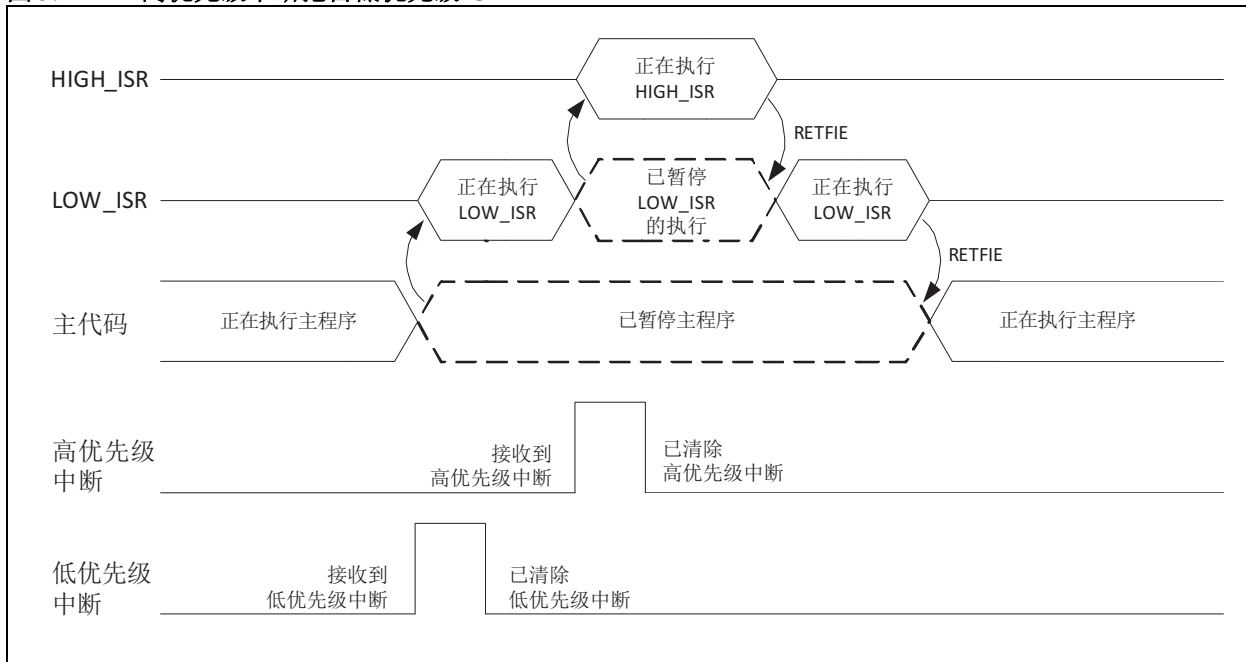 HIGH_ISR
正在执行
HIGH_ISR
RETFIE
LOW_ISR
正在执行
LOW_ISR
已暂停
LOW_ISR
的执行
正在执行
LOW_ISR
RETFIE
主代码
正在执行主程序
已暂停主程序
正在执行主程序
高优先级
中断
接收到
高优先级中断
已清除
高优先级中断
低优先级
中断
接收到
低优先级中断
已清除
低优先级中断